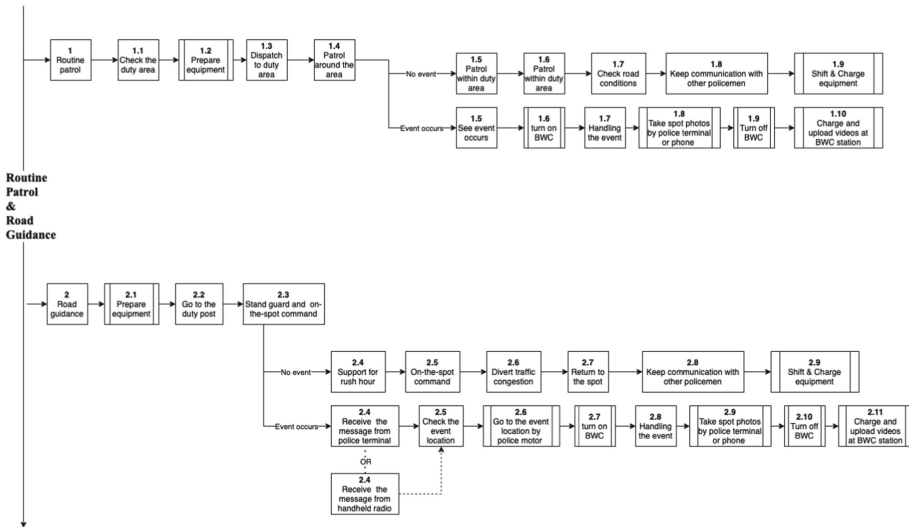 1
Routine
patrol
1.1
Check the
duty area
1.2
Prepare
equipment
1.3
Dispatch
to duty
area
1.4
Patrol
around the
area
No event
1.5
Patrol
within duty
area
1.6
Patrol
within duty
area
1.7
Check road
conditions
1.8
Keep communication with
other policemen
1.9
Shift & Charge
equipment
Event occurs
1.5
See event
occurs
1.6
turn on
BWC
1.7
Handling
the event
1.8
Take spot photos
by police terminal
or phone
1.9
Turn off
BWC
1.10
Charge and
upload videos at
BWC station
Routine
Patrol
&
Road
Guidance
2
Road
guidance
2.1
Prepare
equipment
2.2
Go to the
duty post
2.3
Stand guard and on-
the-spot command
No event
2.4
Support for
rush hour
2.5
On-the-spot
command
2.6
Divert traffic
congestion
2.7
Return to
the spot
2.8
Keep communication with
other policemen
2.9
Shift & Charge
equipment
Event occurs
2.4
Receive the
message from
police terminal
2.5
Check the
event
location
2.6
Go to the event
location by
police motor
2.7
turn on
BWC
2.8
Handling
the event
2.9
Take spot photos
by police terminal
or phone
2.10
Turn off
BWC
2.11
Charge and
upload videos
at BWC station
OR
2.4
Receive the
message from
handheld radio